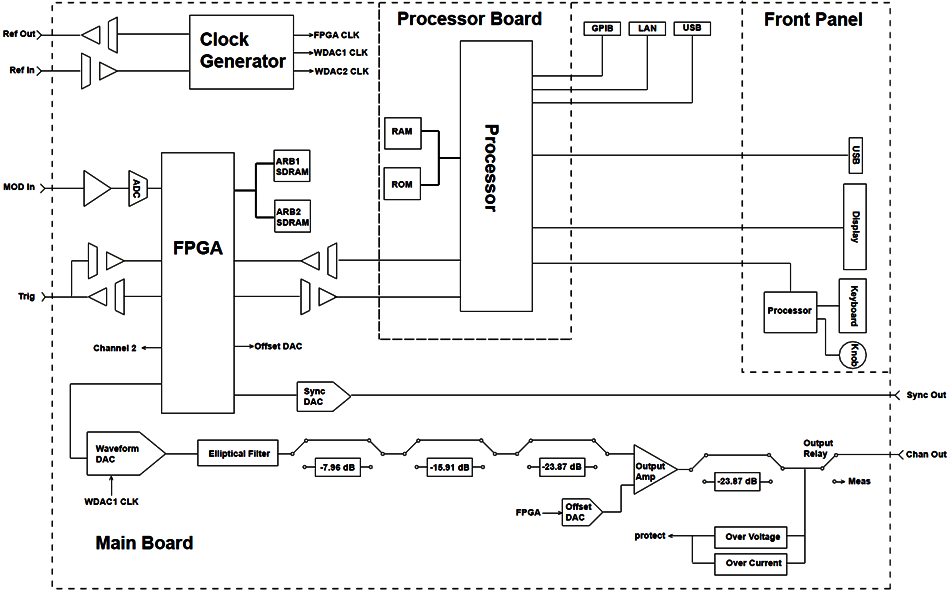 Processor Board
Front Panel
Ref Out
Clock
Generator
FPGA CLK
WDAC1 CLK
WDAC2 CLK
Ref In
GPIB
LAN
USB
RAM
ROM
Processor
USB
Display
Processor
Keyboard
Knob
MOD In
ADC
FPGA
ARB1
SDRAM
ARB2
SDRAM
Trig
Channel 2
Offset DAC
Sync
DAC
Sync Out
Waveform
DAC
WDAC1 CLK
Elliptical Filter
-7.96 dB
-15.91 dB
-23.87 dB
Output
Amp
FPGA
Offset
DAC
-23.87 dB
Output
Relay
Chan Out
Meas
protect
Over Voltage
Over Current
Main Board